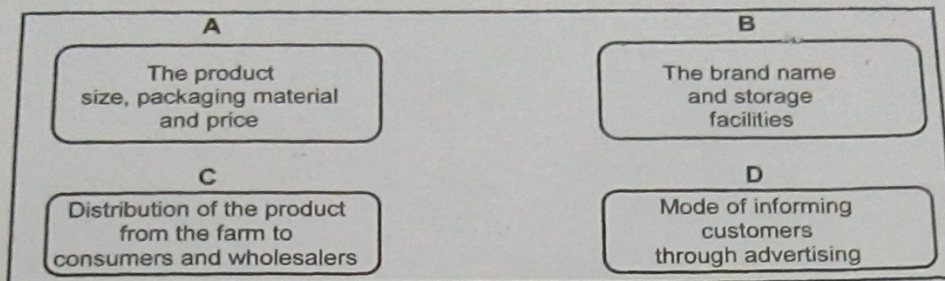 A
The product
size, packaging material
and price
B
The brand name
and storage
facilities
C
Distribution of the product
from the farm to
consumers and wholesalers
D
Mode of informing
customers
through advertising